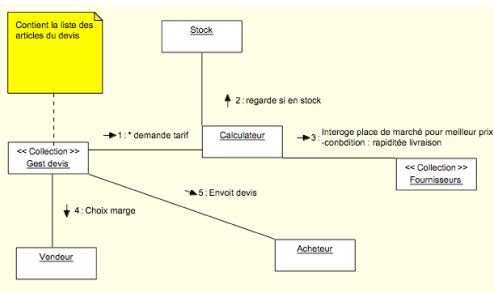 Contient la liste des
articles du devis
Stock
2 : regarde si en stock
1 : * demande tarif
Calculateur
3 : Interoge place de marché pour meilleur prix
-conbdition : rapiditée livraison
<< Collection >>
Gest devis
<< Collection >>
Fournisseurs
5 : Envoit devis
4 : Choix marge
Vendeur
Acheteur